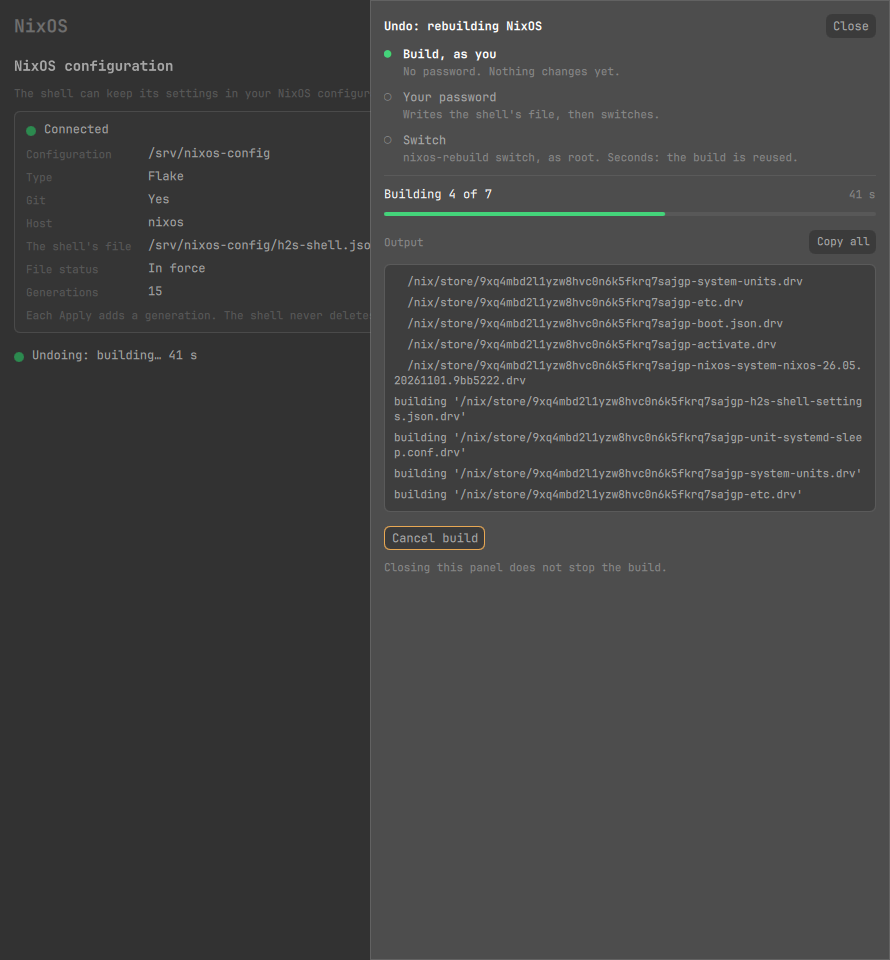 NixOS
NixOS configuration
The shell can keep its settings in your NixOS configur
Connected
Configuration /srv/nixos-config
Type Flake
Git Yes
Host nixos
The shell's file /srv/nixos-config/h2s-shell.jso
File status In force
Generations 15
Each Apply adds a generation. The shell never delete
Undoing: building… 41 s
Undo: rebuilding NixOS
Close
Build, as you
No password. Nothing changes yet.
Your password
Writes the shell's file, then switches.
Switch
nixos-rebuild switch, as root. Seconds: the build is reused.
Building 4 of 7 41 s
Output
Copy all
/nix/store/9xq4mbd2l1yzw8hvc0n6k5fkrq7sajgp-system-units.drv
/nix/store/9xq4mbd2l1yzw8hvc0n6k5fkrq7sajgp-etc.drv
/nix/store/9xq4mbd2l1yzw8hvc0n6k5fkrq7sajgp-boot.json.drv
/nix/store/9xq4mbd2l1yzw8hvc0n6k5fkrq7sajgp-activate.drv
/nix/store/9xq4mbd2l1yzw8hvc0n6k5fkrq7sajgp-nixos-system-nixos-26.05.
20261101.9bb5222.drv
building '/nix/store/9xq4mbd2l1yzw8hvc0n6k5fkrq7sajgp-h2s-shell-setting
s.json.drv'
building '/nix/store/9xq4mbd2l1yzw8hvc0n6k5fkrq7sajgp-unit-systemd-slee
p.conf.drv'
building '/nix/store/9xq4mbd2l1yzw8hvc0n6k5fkrq7sajgp-system-units.drv'
building '/nix/store/9xq4mbd2l1yzw8hvc0n6k5fkrq7sajgp-etc.drv'
Cancel build
Closing this panel does not stop the build.